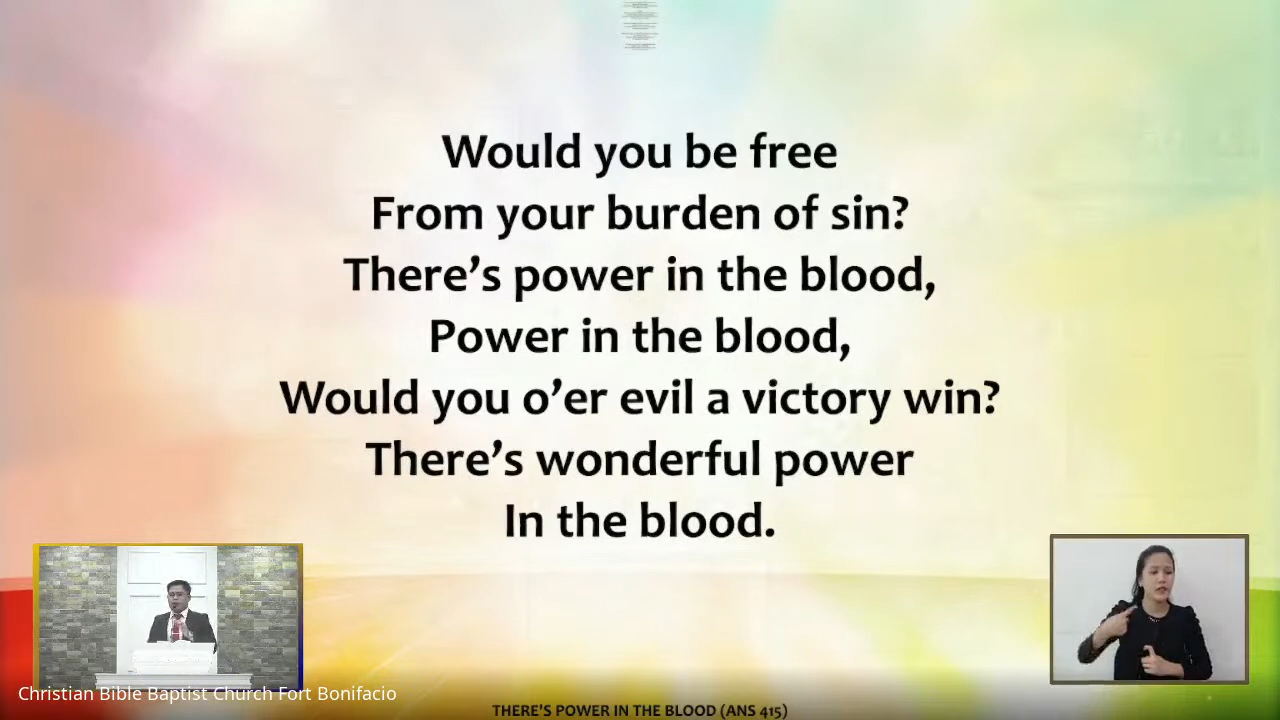 Would you be free
From your burden of sin?
There’s power in the blood,
Power in the blood,
Would you o’er evil a victory win?
There’s wonderful power
In the blood.
Christian Bible Baptist Church Fort Bonifacio
THERE'S POWER IN THE BLOOD (ANS 415)